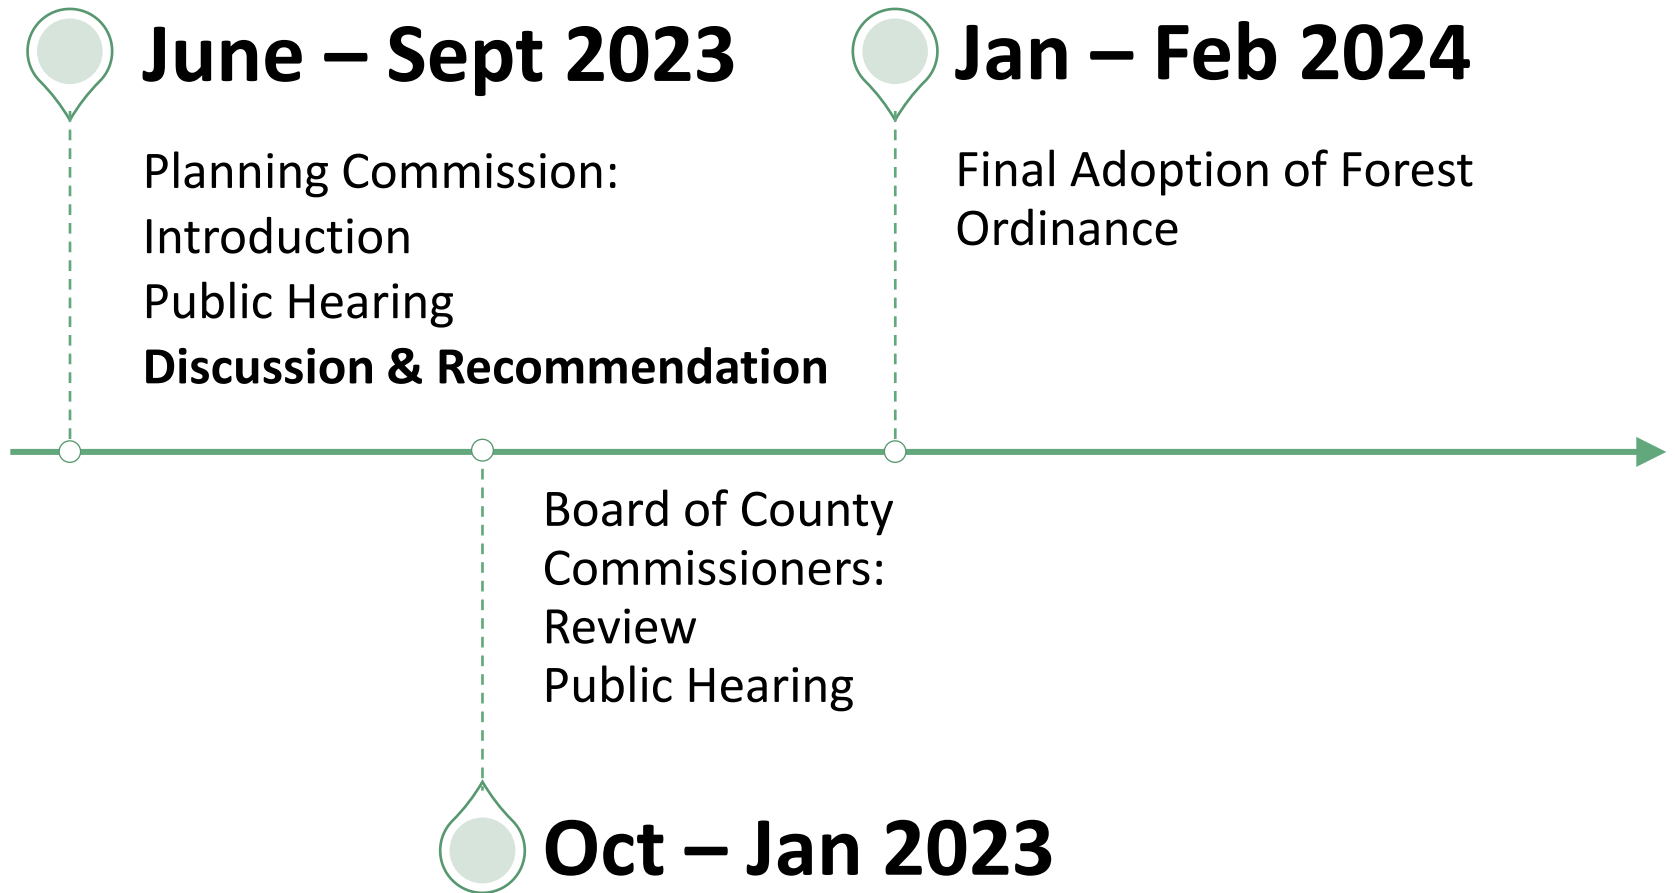 June – Sept 2023
Planning Commission:
Introduction
Public Hearing
Discussion & Recommendation
Jan – Feb 2024
Final Adoption of Forest
Ordinance
Board of County
Commissioners:
Review
Public Hearing
Oct – Jan 2023